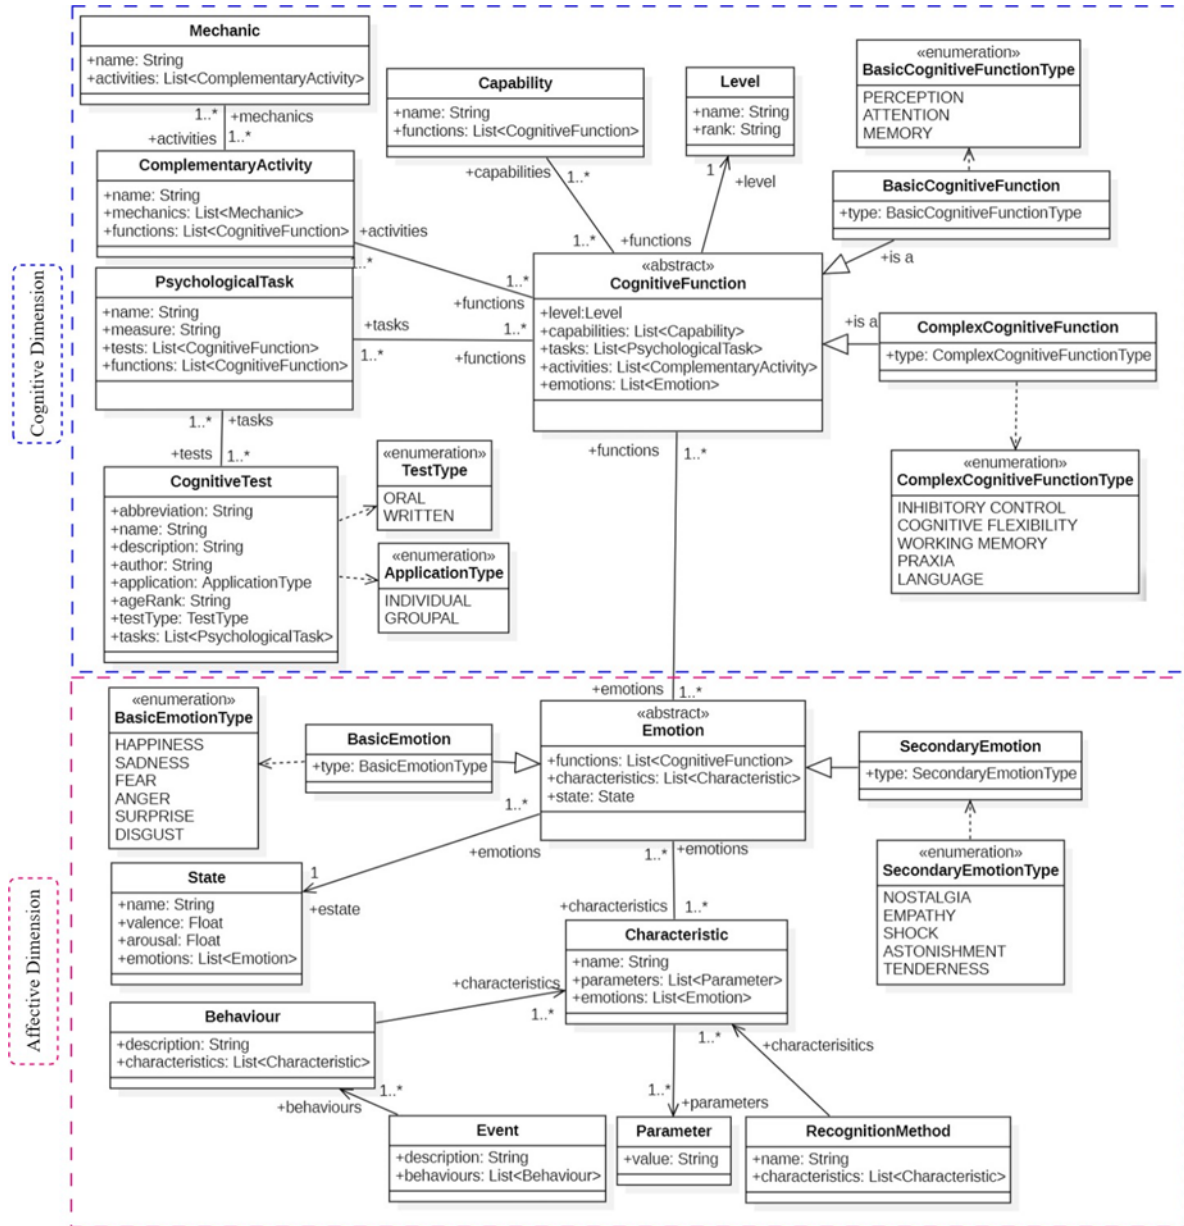 Cognitive Dimension
Mechanic
+name: String
+activities: List<ComplementaryActivity>
1..*
+mechanics
+activities
1..*
ComplementaryActivity
+name: String
+mechanics: List<Mechanic>
+functions: List<CognitiveFunction>
+activities
1..*
1..*
+functions
PsychologicalTask
+name: String
+measure: String
+tests: List<CognitiveFunction>
+functions: List<CognitiveFunction>
+tasks
1..*
1..*
+functions
1..*
+tasks
+tests
1..*
CognitiveTest
+abbreviation: String
+name: String
+description: String
+author: String
+application: ApplicationType
+ageRank: String
+testType: TestType
+tasks: List<PsychologicalTask>
«enumeration»
TestType
ORAL
WRITTEN
«enumeration»
ApplicationType
INDIVIDUAL
GROUPAL
Capability
+name: String
+functions: List<CognitiveFunction>
+capabilities
1..*
1..*
+functions
Level
+name: String
+rank: String
1
+level
«abstract»
CognitiveFunction
+level:Level
+capabilities: List<Capability>
+tasks: List<PsychologicalTask>
+activities: List<ComplementaryActivity>
+emotions: List<Emotion>
+functions
1..*
«enumeration»
BasicCognitiveFunctionType
PERCEPTION
ATTENTION
MEMORY
BasicCognitiveFunction
+type: BasicCognitiveFunctionType
+is a
+is a
ComplexCognitiveFunction
+type: ComplexCognitiveFunctionType
«enumeration»
ComplexCognitiveFunctionType
INHIBITORY CONTROL
COGNITIVE FLEXIBILITY
WORKING MEMORY
PRAXIA
LANGUAGE
Affective Dimension
+emotions
1..*
«enumeration»
BasicEmotionType
HAPPINESS
SADNESS
FEAR
ANGER
SURPRISE
DISGUST
BasicEmotion
+type: BasicEmotionType
«abstract»
Emotion
+functions: List<CognitiveFunction>
+characteristics: List<Characteristic>
+state: State
SecondaryEmotion
+type: SecondaryEmotionType
«enumeration»
SecondaryEmotionType
NOSTALGIA
EMPATHY
SHOCK
ASTONISHMENT
TENDERNESS
1..*
+emotions
1
+estate
State
+name: String
+valence: Float
+arousal: Float
+emotions: List<Emotion>
1..*
+emotions
+characteristics
1..*
Characteristic
+name: String
+parameters: List<Parameter>
+emotions: List<Emotion>
+characteristics
1..*
Behaviour
+description: String
+characteristics: List<Characteristic>
1..*
+behaviours
Event
+description: String
+behaviours: List<Behaviour>
1..*
+parameters
Parameter
+value: String
1..*
+characterisitics
RecognitionMethod
+name: String
+characteristics: List<Characteristic>